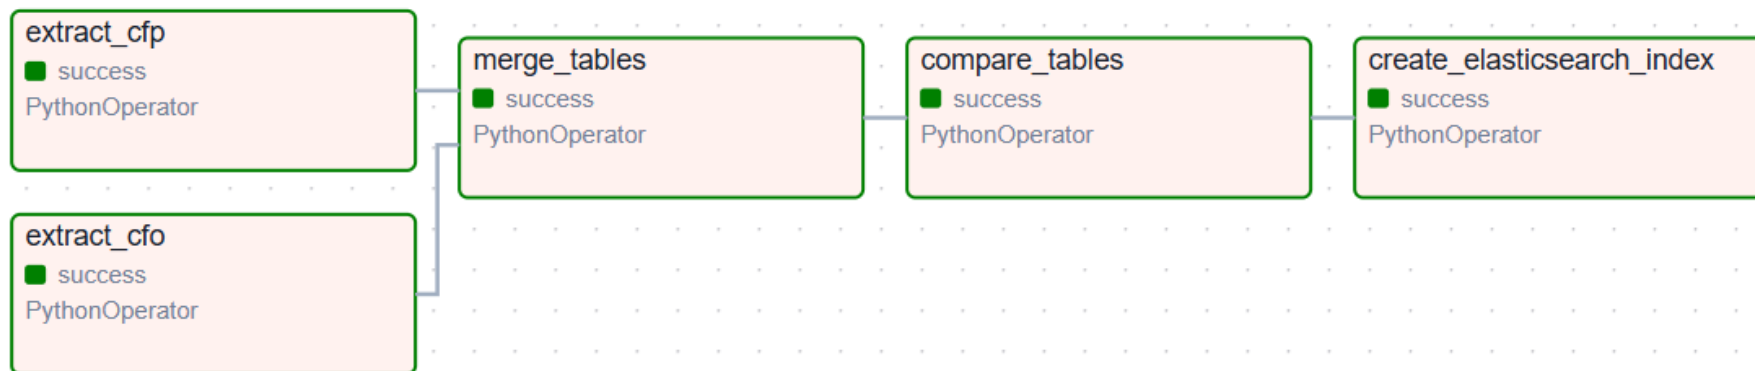 extract_cfp
success
PythonOperator
extract_cfo
success
PythonOperator
merge_tables
success
PythonOperator
compare_tables
success
PythonOperator
create_elasticsearch_index
success
PythonOperator